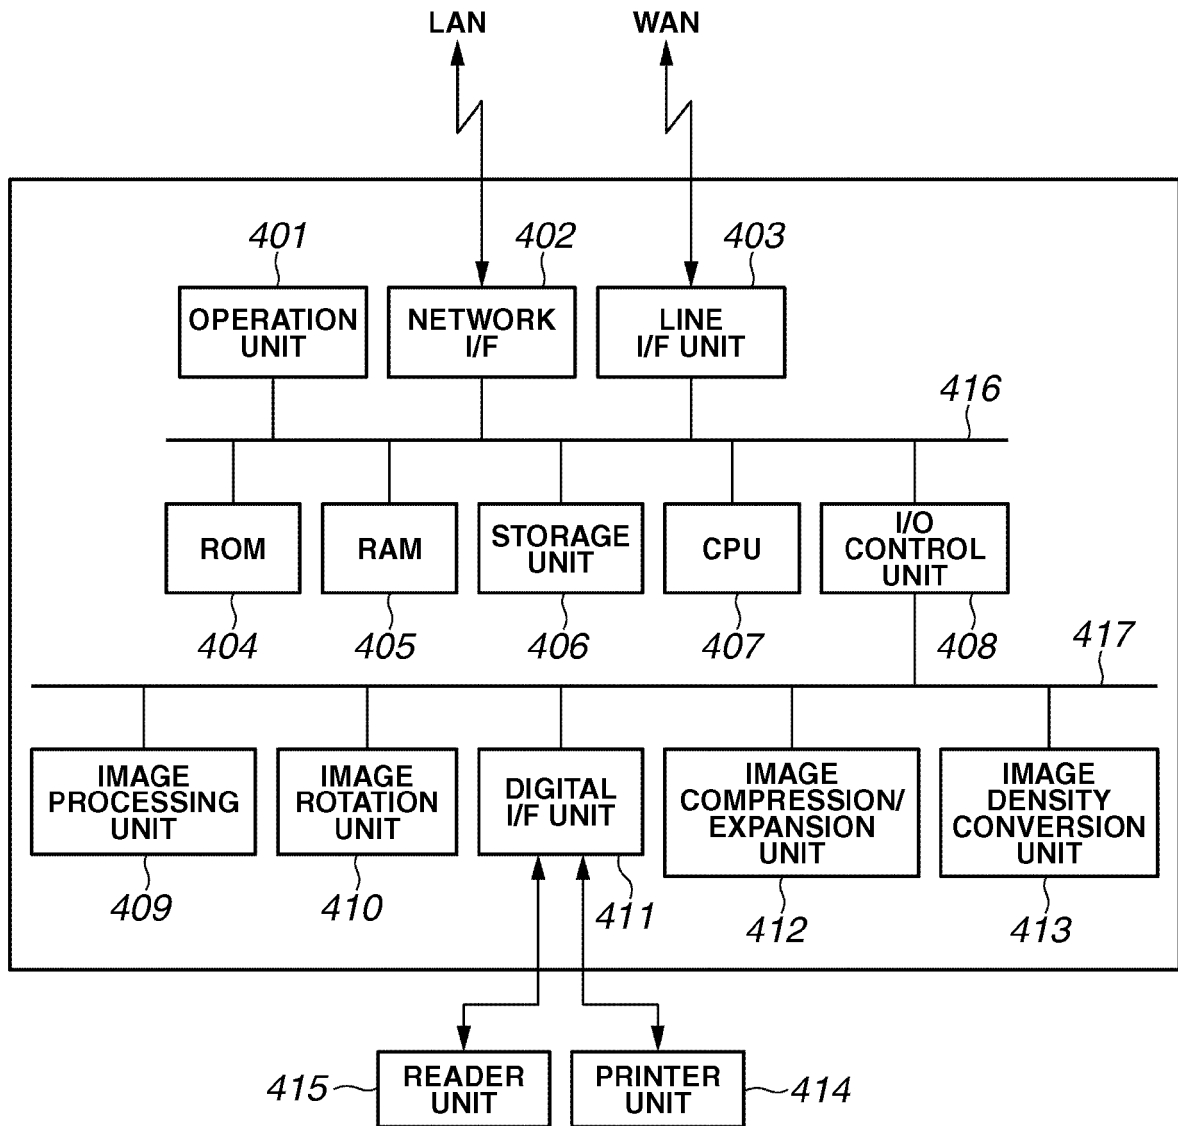 LAN
WAN
401
402
403
OPERATION
UNIT
NETWORK
I/F
LINE
I/F UNIT
416
ROM
RAM
STORAGE
UNIT
CPU
I/O
CONTROL
UNIT
404
405
406
407
408
417
IMAGE
PROCESSING
UNIT
IMAGE
ROTATION
UNIT
DIGITAL
I/F UNIT
IMAGE
COMPRESSION/
EXPANSION
UNIT
IMAGE
DENSITY
CONVERSION
UNIT
409
410
411
412
413
415
READER
UNIT
PRINTER
UNIT
414